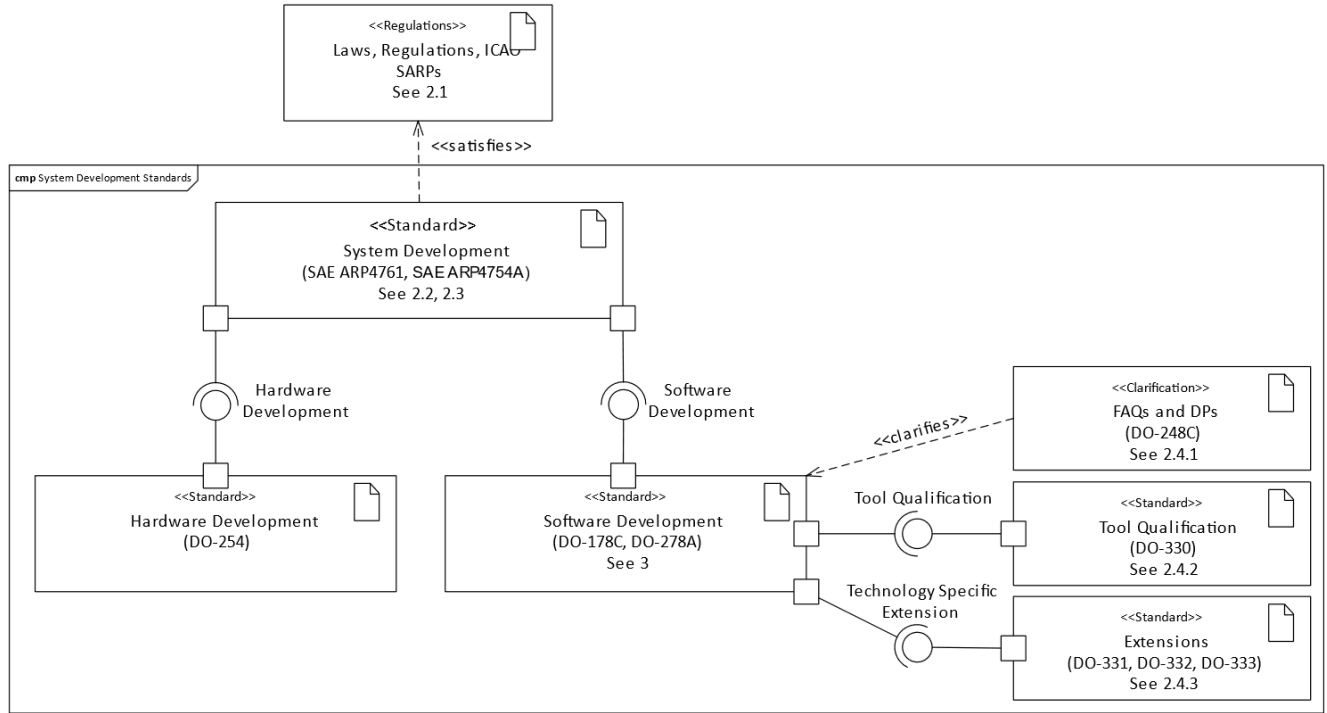 <<Regulations>>
Laws, Regulations, ICAO
SARPs
See 2.1
<<satisfies>>
cmp System Development Standards
<<Standard>>
System Development
(SAE ARP4761, SAE ARP4754A)
See 2.2, 2.3
Hardware
Development
Software
Development
<<clarifies>>
<<Clarification>>
FAQs and DPs
(DO-248C)
See 2.4.1
<<Standard>>
Hardware Development
(DO-254)
<<Standard>>
Software Development
(DO-178C, DO-278A)
See 3
Tool Qualification
<<Standard>>
Tool Qualification
(DO-330)
See 2.4.2
Technology Specific
Extension
<<Standard>>
Extensions
(DO-331, DO-332, DO-333)
See 2.4.3